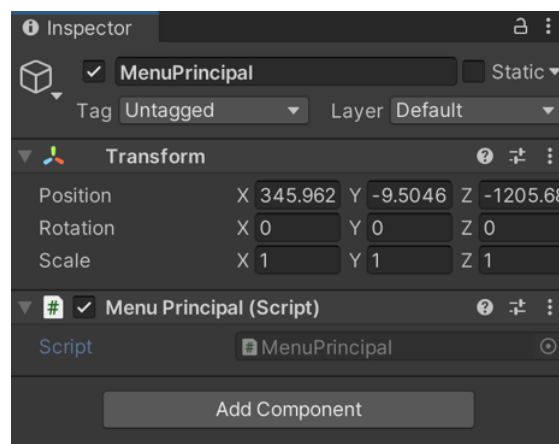 Inspector
MenuPrincipal Static
Tag Untagged Layer Default
Transform
Position X 345.962 Y -9.5046 Z -1205.68
Rotation X 0 Y 0 Z 0
Scale X 1 Y 1 Z 1
# Menu Principal (Script)
Script # MenuPrincipal
Add Component